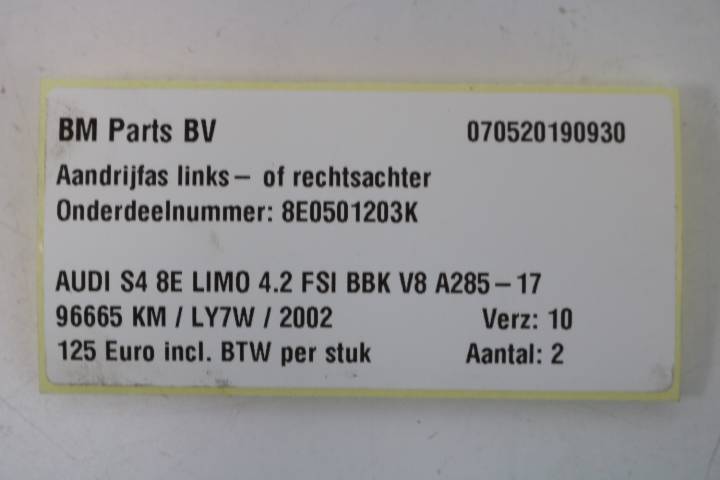 BM Parts BV 070520190930
Aandrijfas links – of rechtsachter
Onderdeelnummer: 8E0501203K
AUDI S4 8E LIMO 4.2 FSI BBK V8 A285 – 17
96665 KM / LY7W / 2002 Verz: 10
125 Euro incl. BTW per stuk Aantal: 2